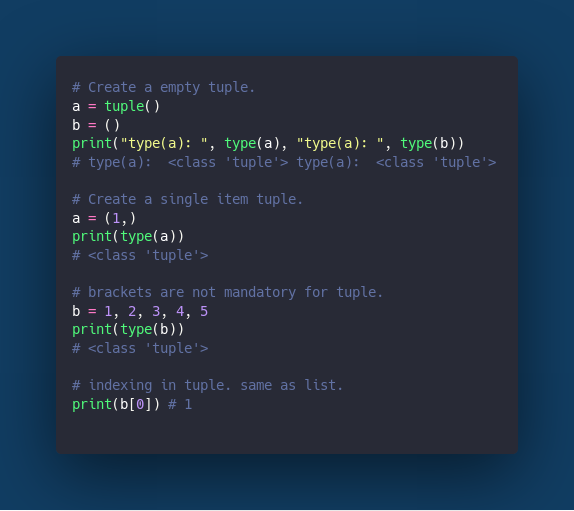 # Create a empty tuple.
a = tuple()
b = ()
print("type(a): ", type(a), "type(a): ", type(b))
# type(a):  <class 'tuple'> type(a):  <class 'tuple'>

# Create a single item tuple.
a = (1,)
print(type(a))
# <class 'tuple'>

# brackets are not mandatory for tuple.
b = 1, 2, 3, 4, 5
print(type(b))
# <class 'tuple'>

# indexing in tuple. same as list.
print(b[0]) # 1